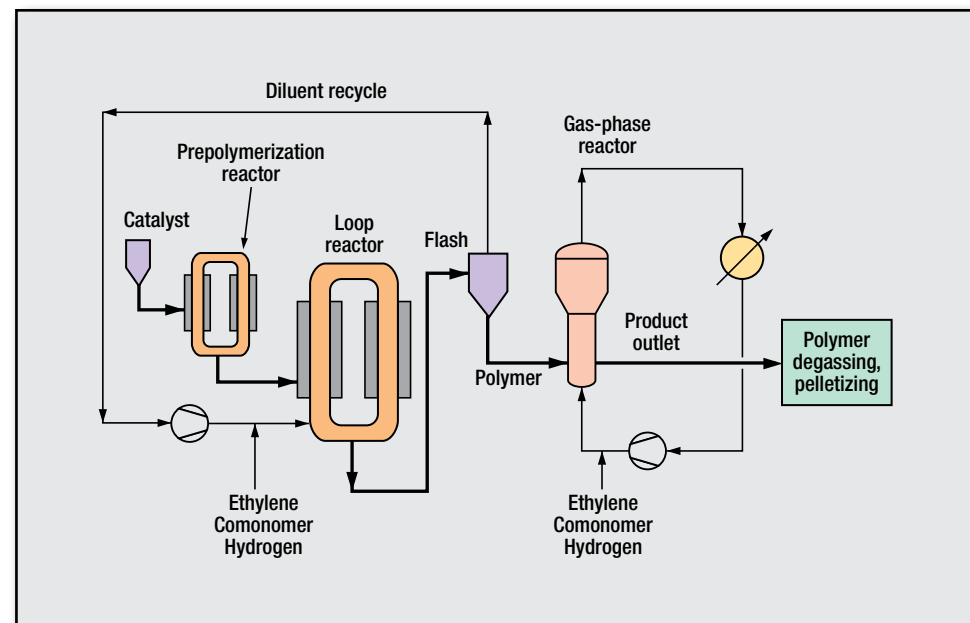 Diluent recycle
Gas-phase
reactor
Prepolymerization
reactor
Catalyst
Loop
reactor
Flash
Product
outlet
Polymer
Polymer
degassing,
pelletizing
Ethylene
Comonomer
Hydrogen
Ethylene
Comonomer
Hydrogen